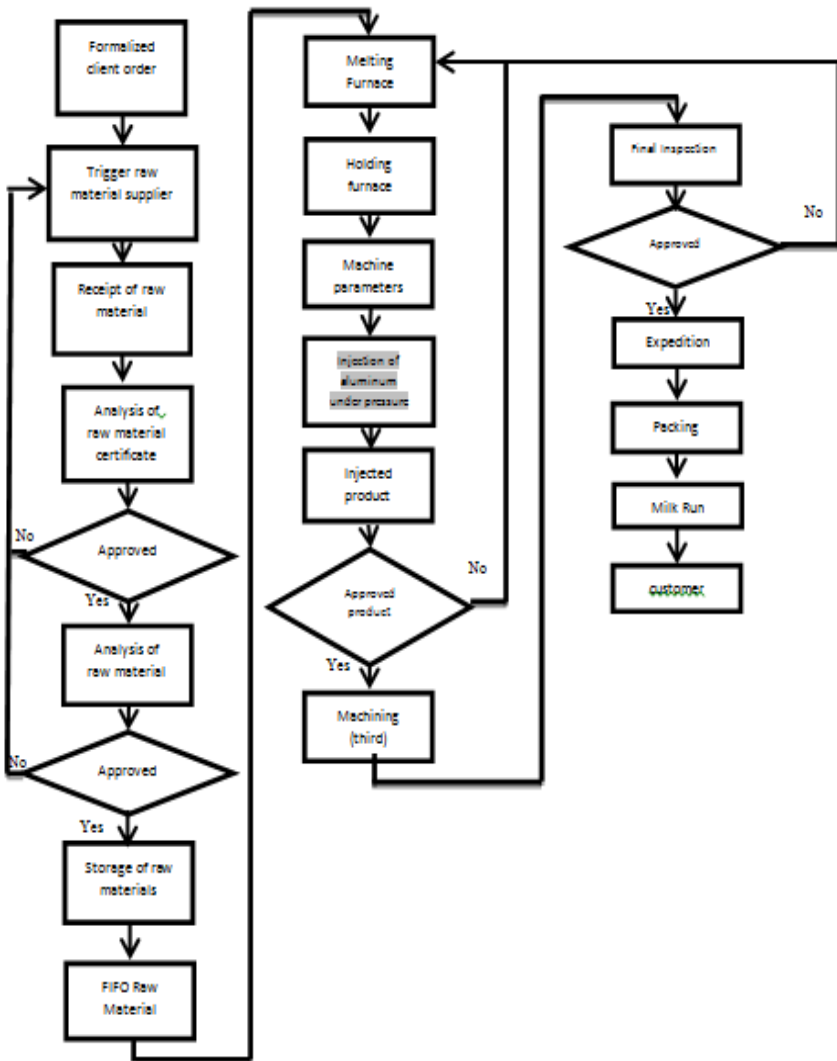 Formalized
client order
Trigger raw
material supplier
Receipt of raw
material
Analysis of
raw material
certificate
No
Approved
Yes
Analysis of
raw material
No
Approved
Yes
Storage of raw
materials
FIFO Raw
Material
Melting
Furnace
Holding
furnace
Machine
parameters
Injection of
aluminum
under pressure
Injected
product
No
Approved
product
Yes
Machining
(third)
Final Inspection
No
Approved
Yes
Expedition
Packing
Milk Run
customer